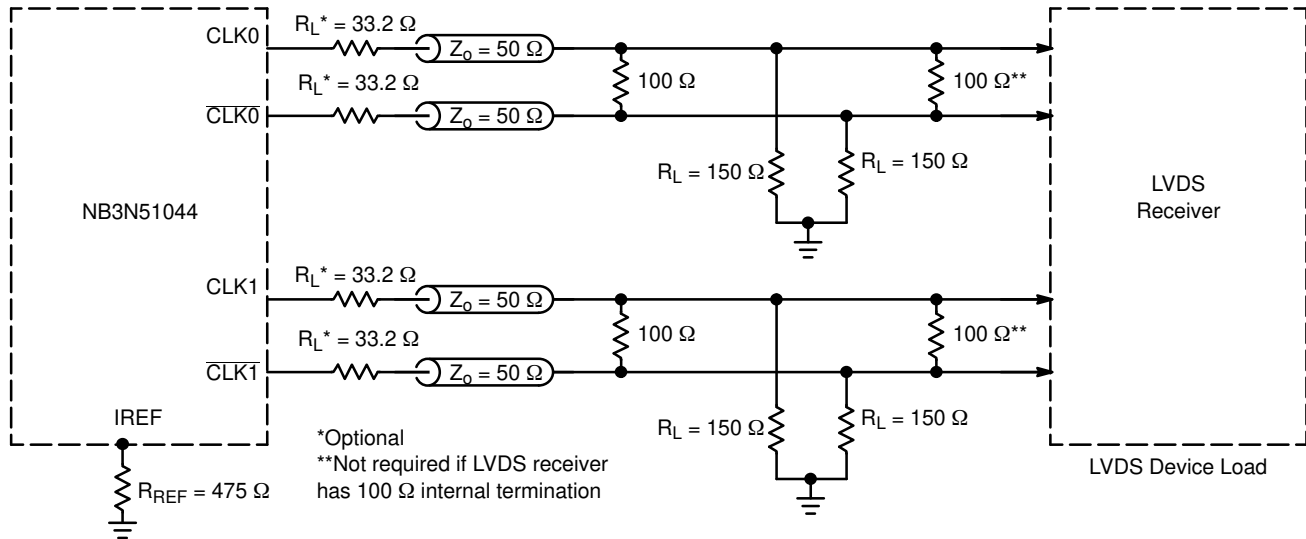 R_L* = 33.2 Ω
CLK0
Z_o = 50 Ω
R_L* = 33.2 Ω
100 Ω
100 Ω**
C̅L̅K̅0̅
Z_o = 50 Ω
R_L = 150 Ω
R_L = 150 Ω
NB3N51044
LVDS
Receiver
R_L* = 33.2 Ω
CLK1
Z_o = 50 Ω
R_L* = 33.2 Ω
100 Ω
100 Ω**
C̅L̅K̅1̅
Z_o = 50 Ω
IREF
R_L = 150 Ω
R_L = 150 Ω
*Optional
**Not required if LVDS receiver
has 100 Ω internal termination
LVDS Device Load
R_REF = 475 Ω